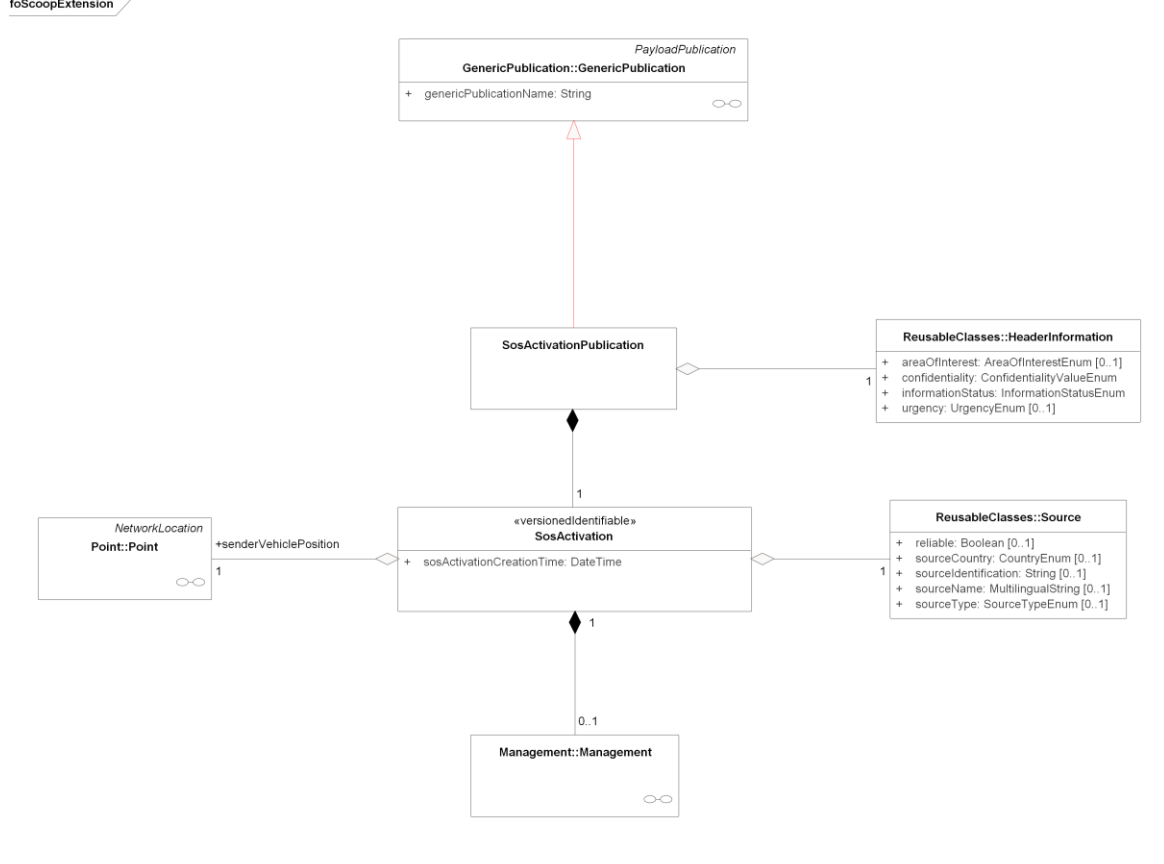 foScoopExtension
PayloadPublication
GenericPublication::GenericPublication
+ genericPublicationName: String
SosActivationPublication
ReusableClasses::HeaderInformation
+ areaOfInterest: AreaOfInterestEnum [0..1]
+ confidentiality: ConfidentialityValueEnum
+ informationStatus: InformationStatusEnum
+ urgency: UrgencyEnum [0..1]
1
1
NetworkLocation
Point::Point
+senderVehiclePosition
1
«versionedIdentifiable»
SosActivation
+ sosActivationCreationTime: DateTime
ReusableClasses::Source
+ reliable: Boolean [0..1]
+ sourceCountry: CountryEnum [0..1]
+ sourceIdentification: String [0..1]
+ sourceName: MultilingualString [0..1]
+ sourceType: SourceTypeEnum [0..1]
1
1
0..1
Management::Management